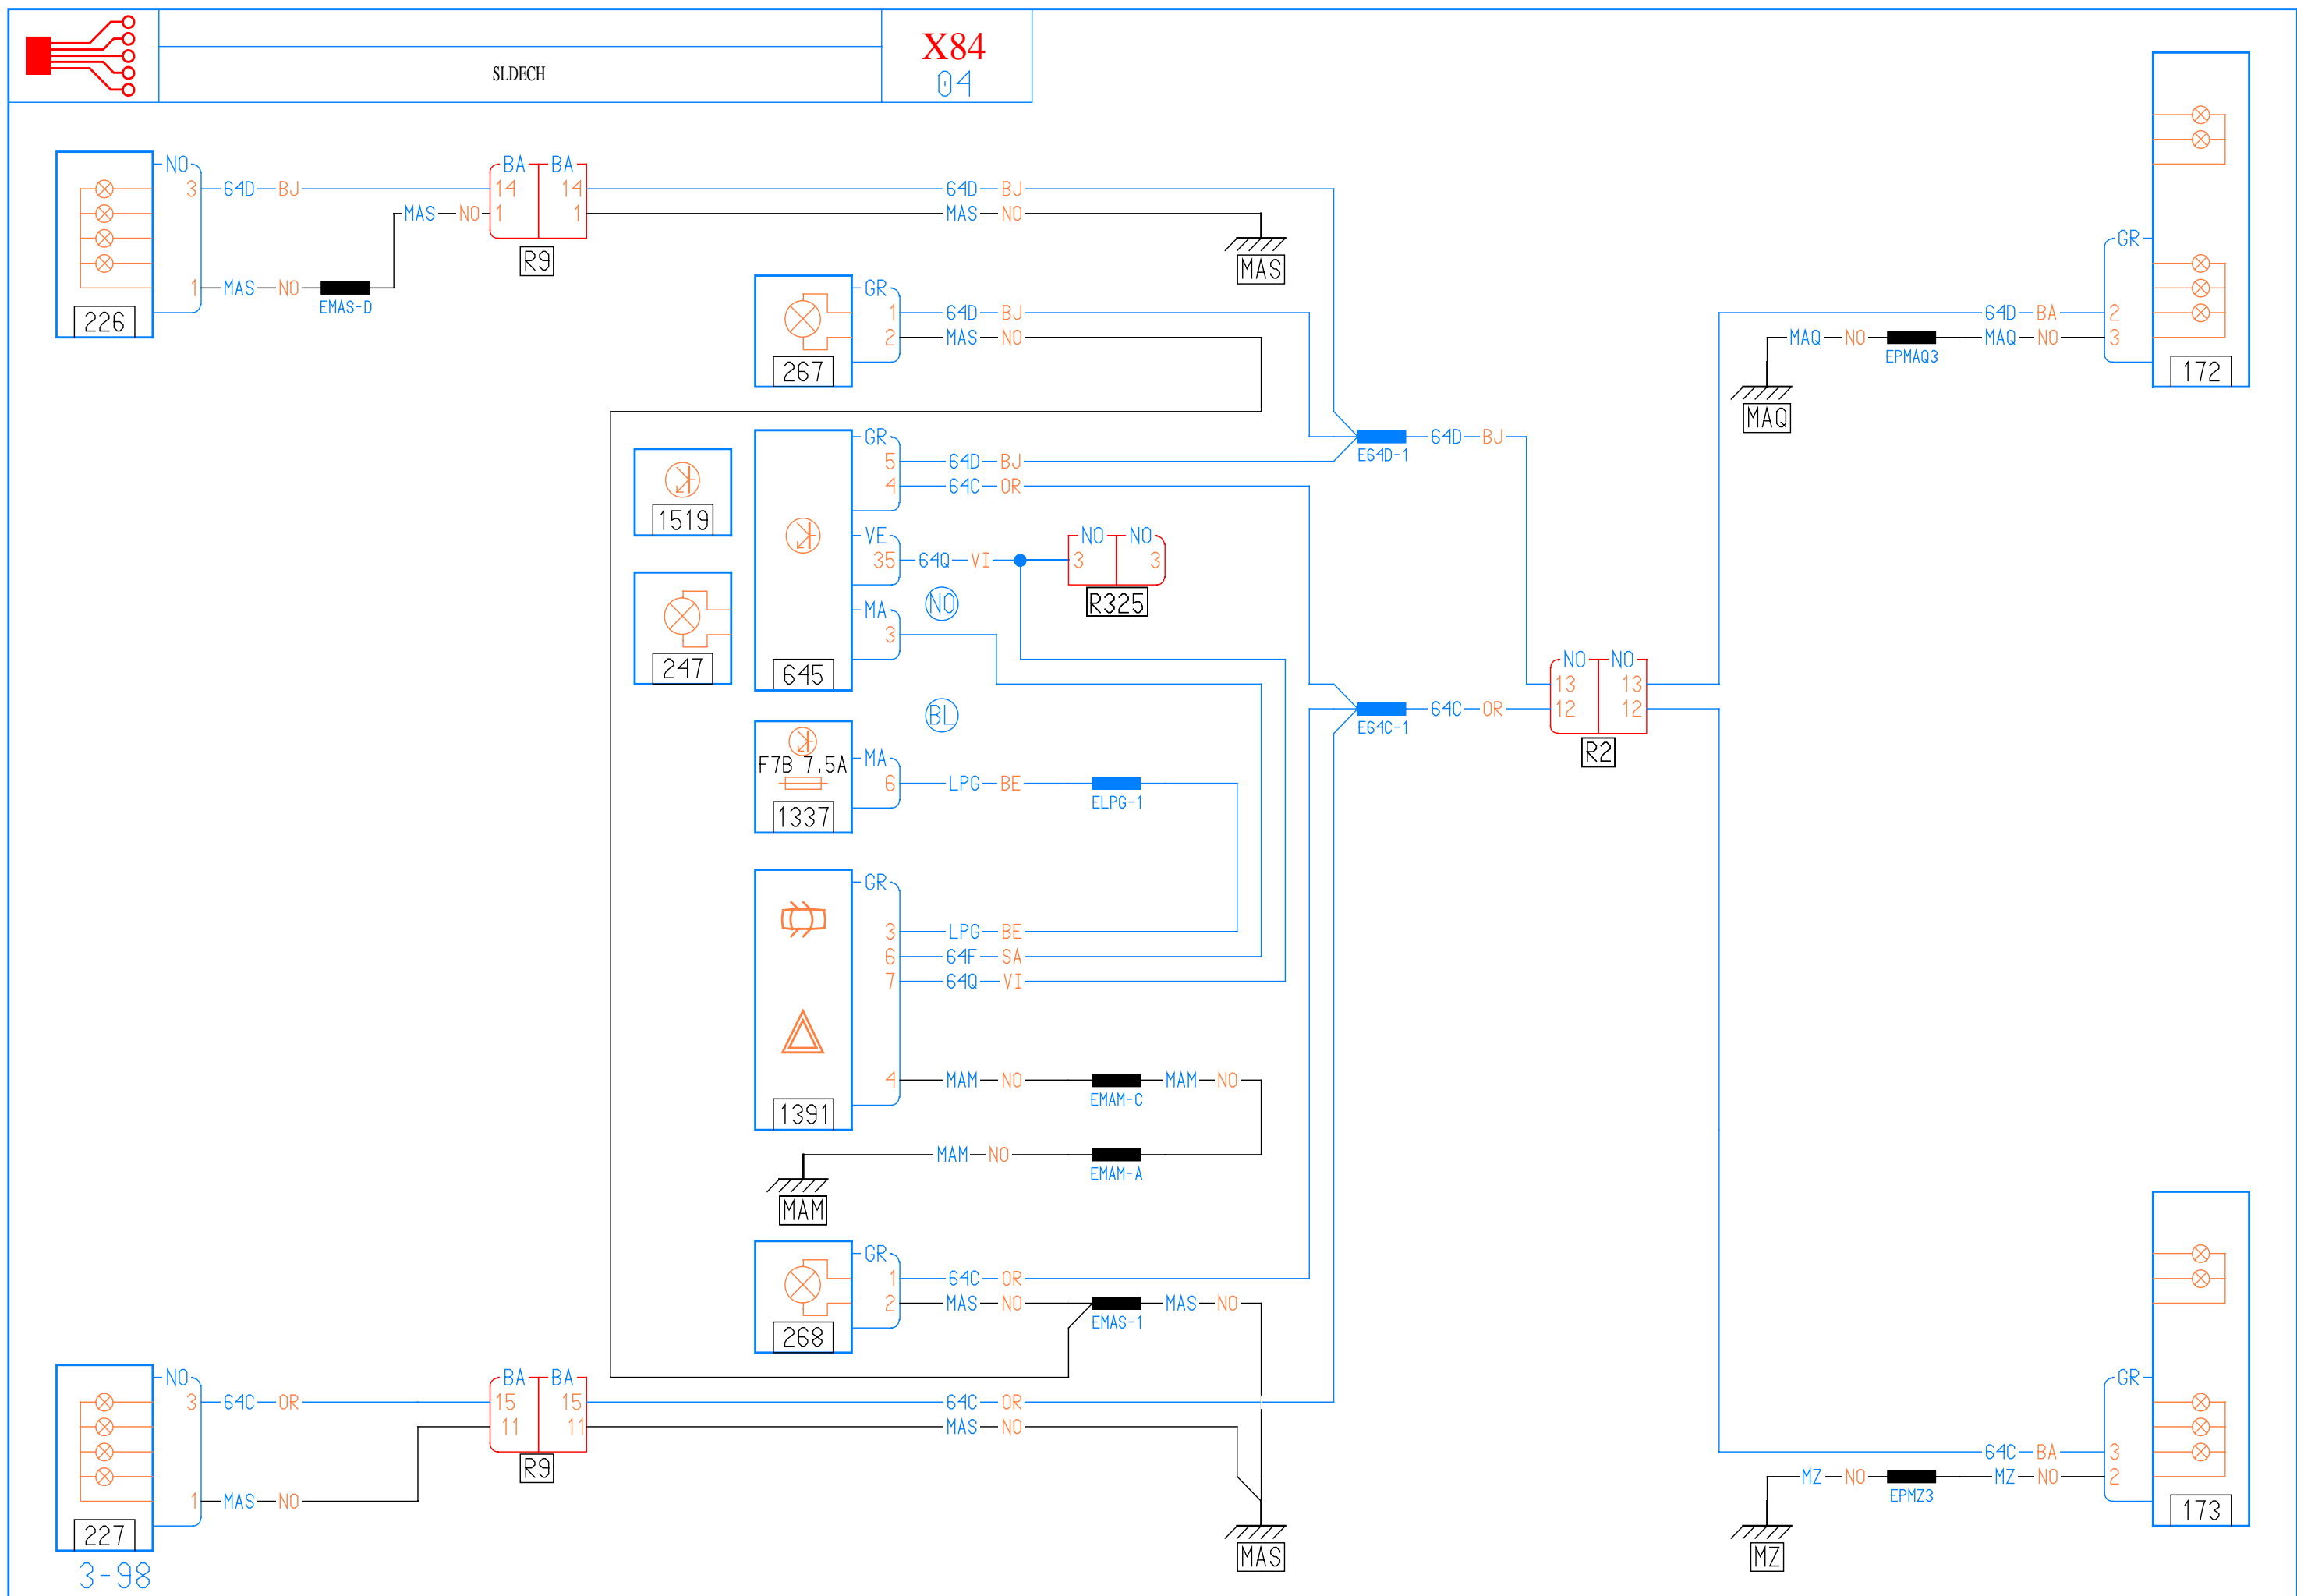 SLDECH
X84
04
NO
3 64D BJ
1 MAS NO
EMAS-D
226
MAS NO
BA BA
14 14
1 1
R9
64D BJ
MAS NO
MAS
GR
1 64D BJ
2 MAS NO
267
GR
5 64D BJ
4 64C OR
VE
35 64Q VI
MA
3
645
1519
247
NO NO
3 3
R325
NO
BL
MA
6 LPG BE
ELPG-1
F7B 7.5A
1337
GR
3 LPG BE
6 64F SA
7 64Q VI
4 MAM NO
EMAM-C
MAM NO
1391
MAM NO
EMAM-A
MAM
GR
1 64C OR
2 MAS NO
EMAS-1
MAS NO
268
NO
3 64C OR
1 MAS NO
227
BA BA
15 15
11 11
R9
64C OR
MAS NO
MAS
E64D-1
64D BJ
E64C-1
64C OR
NO NO
13 13
12 12
R2
GR
64D BA 2
MAQ NO
EPMAQ3
MAQ NO 3
MAQ
172
GR
64C BA 3
MZ NO
EPMZ3
MZ NO 2
MZ
173
3-98